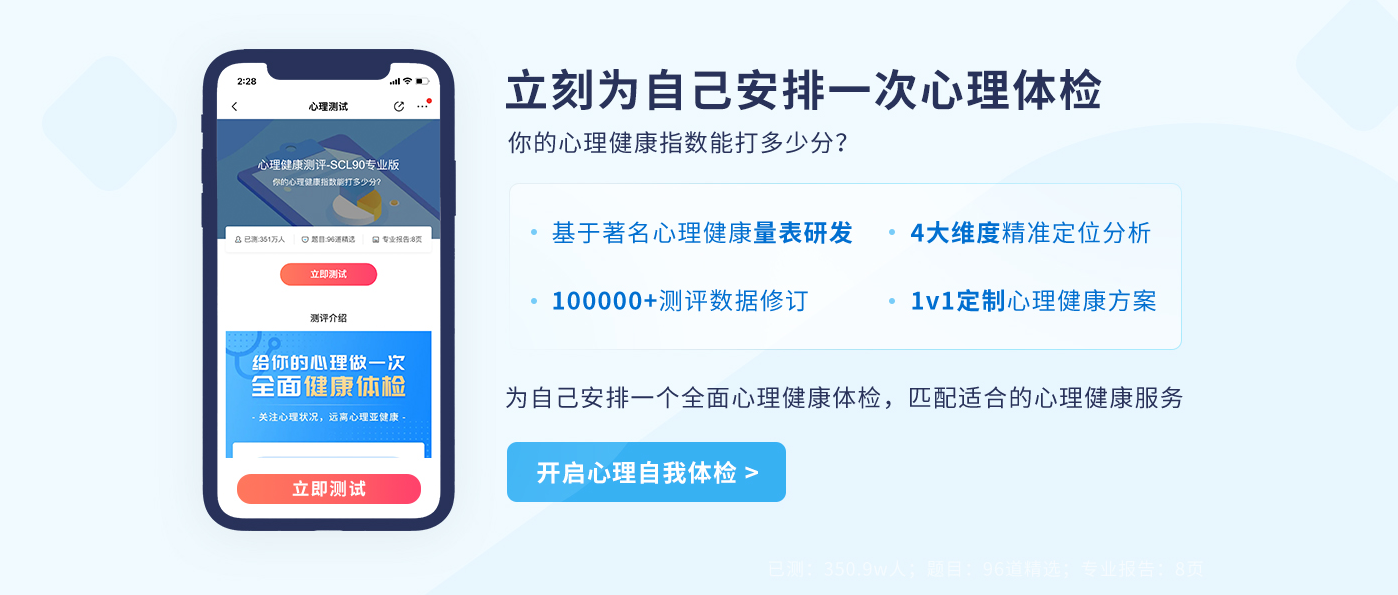 2:28
心理测试
心理健康测评-SCL90专业版
你的心理健康指数能打多少分?
已测:351万人
题目:96道精选
专业报告:8页
立即测试
测评介绍
给你的心理做一次
全面健康体检
- 关注心理状况，远离心理亚健康 -
立即测试
立刻为自己安排一次心理体检
你的心理健康指数能打多少分?
• 基于著名心理健康量表研发
• 4大维度精准定位分析
• 100000+测评数据修订
• 1v1定制心理健康方案
为自己安排一个全面心理健康体检，匹配适合的心理健康服务
开启心理自我体检 >
已测：350.9w人；题目：96道精选；专业报告：8页